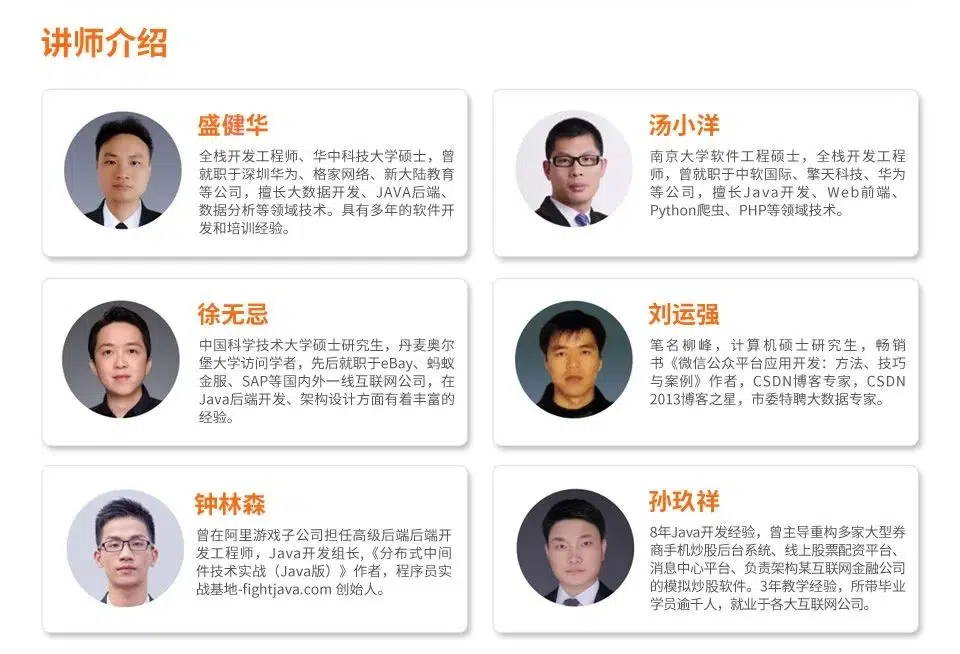 讲师介绍
盛健华
全栈开发工程师、华中科技大学硕士，曾
就职于深圳华为、格家网络、新大陆教育
等公司，擅长大数据开发、JAVA后端、
数据分析等领域技术。具有多年的软件开
发和培训经验。
汤小洋
南京大学软件工程硕士，全栈开发工程
师，曾就职于中软国际、擎天科技、华为
等公司，擅长Java开发、Web前端、
Python爬虫、PHP等领域技术。
徐无忌
中国科学技术大学硕士研究生，丹麦奥尔
堡大学访问学者，先后就职于eBay、蚂蚁
金服、SAP等国内外一线互联网公司，在
Java后端开发、架构设计方面有着丰富的
经验。
刘运强
笔名柳峰，计算机硕士研究生，畅销
书《微信公众平台应用开发：方法、技巧
与案例》作者，CSDN博客专家，CSDN
2013博客之星，市委特聘大数据专家。
钟林森
曾在阿里游戏子公司担任高级后端后端开
发工程师，Java开发组长，《分布式中间
件技术实战（Java版）》作者，程序员实
战基地-fightjava.com 创始人。
孙玖祥
8年Java开发经验，曾主导重构多家大型券
商手机炒股后台系统、线上股票配资平台、
消息中心平台、负责架构某互联网金融公司
的模拟炒股软件。3年教学经验，所带毕业
学员逾千人，就业于各大互联网公司。